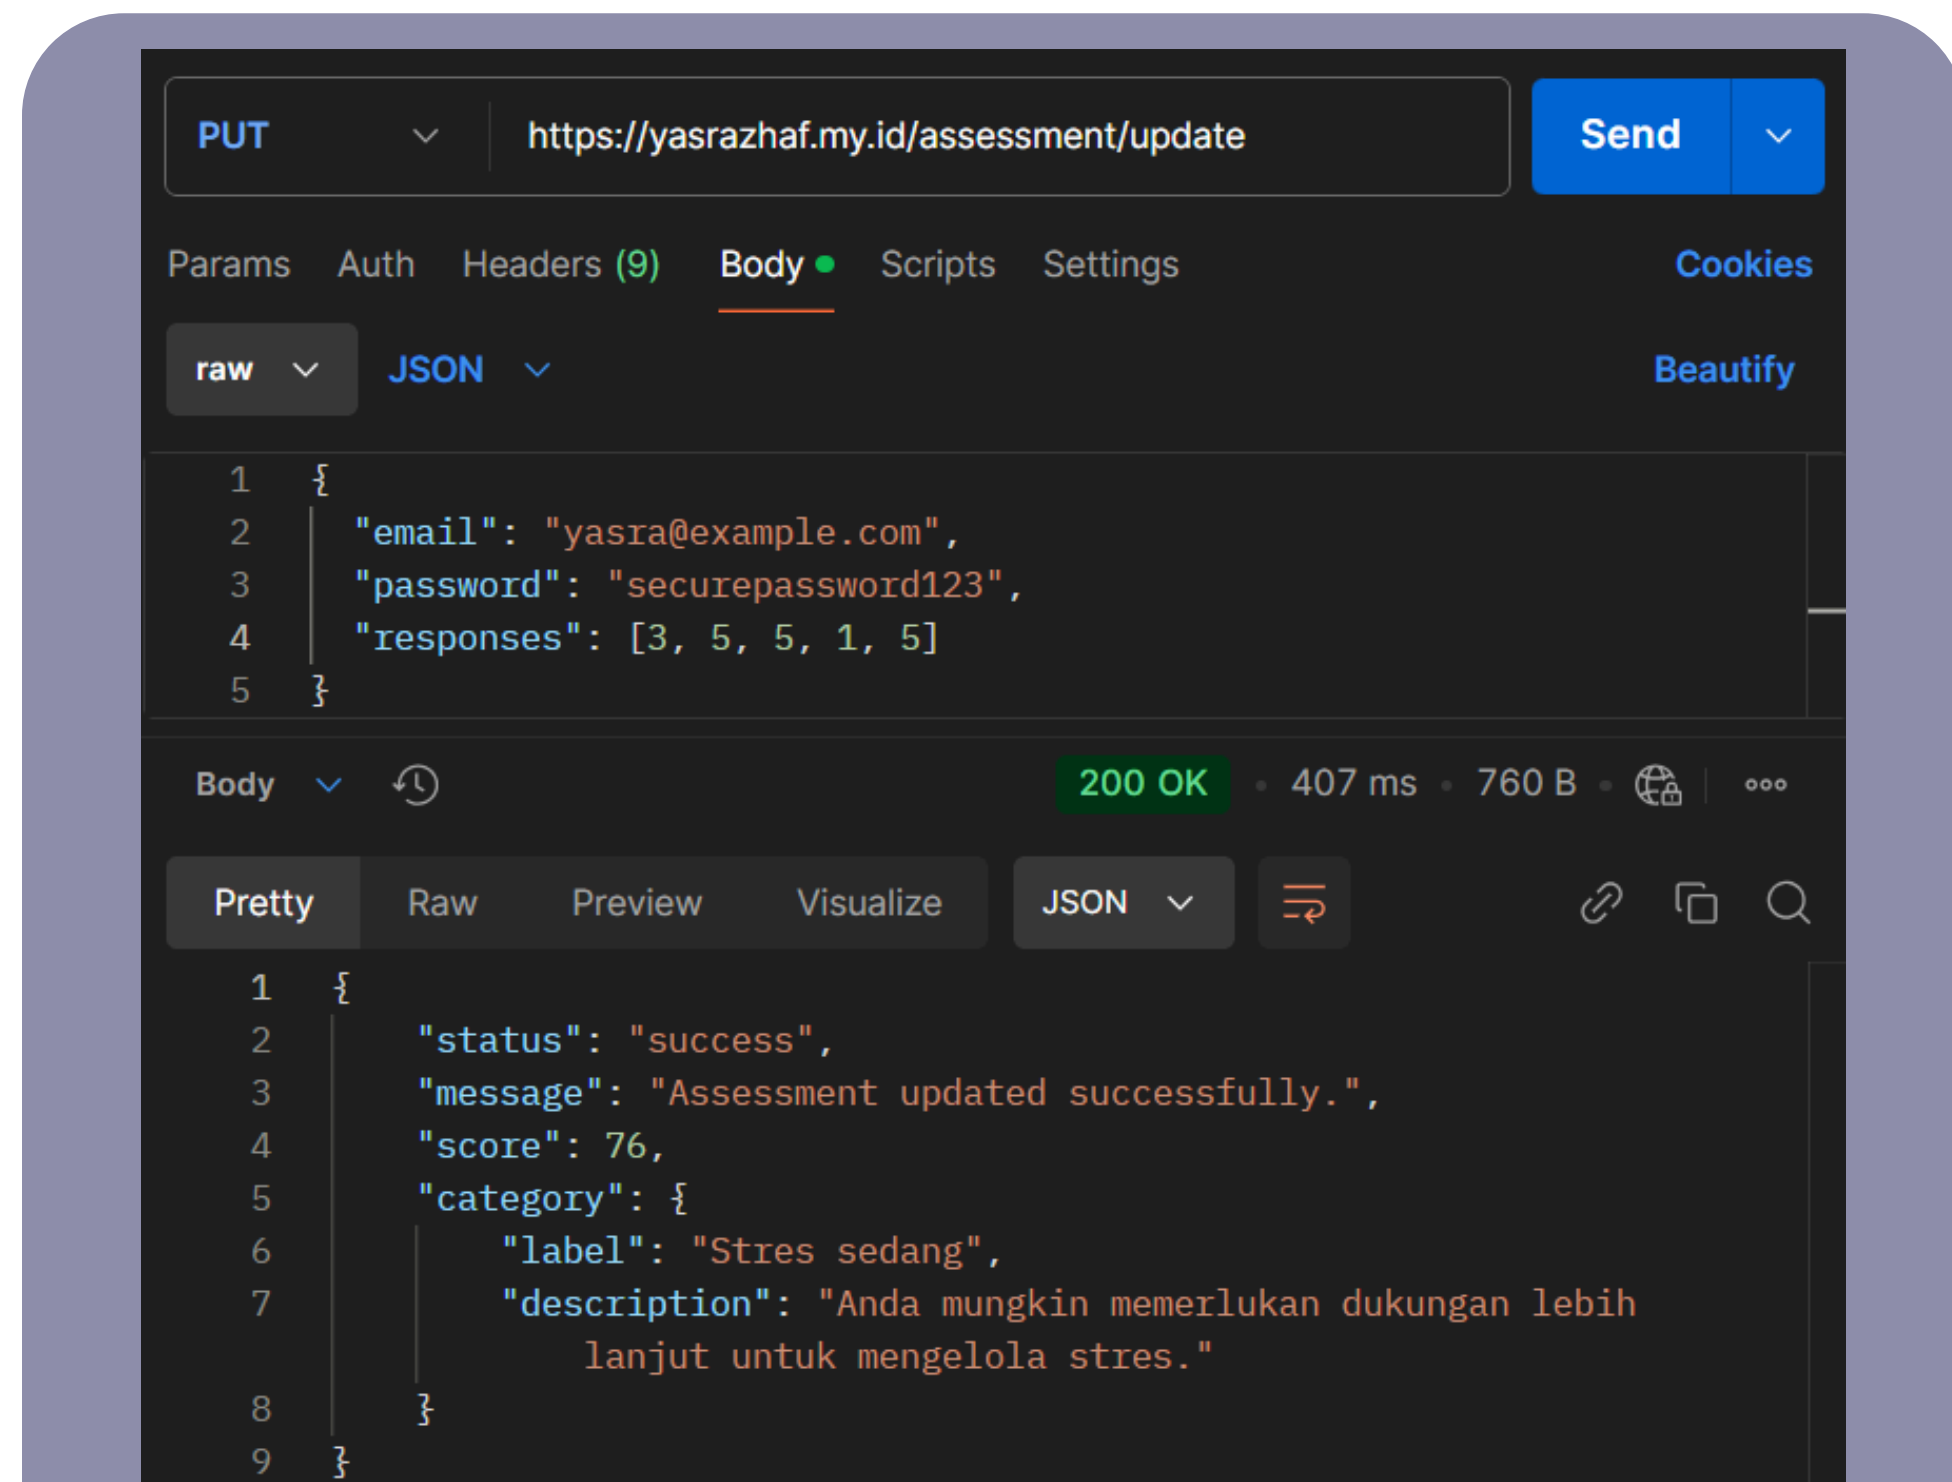 PUT https://yasrazhaf.my.id/assessment/update Send
Params Auth Headers (9) Body Scripts Settings Cookies
raw JSON Beautify
1 {
2 "email": "yasra@example.com",
3 "password": "securepassword123",
4 "responses": [3, 5, 5, 1, 5]
5 }
Body 200 OK 407 ms 760 B
Pretty Raw Preview Visualize JSON
1 {
2 "status": "success",
3 "message": "Assessment updated successfully.",
4 "score": 76,
5 "category": {
6 "label": "Stres sedang",
7 "description": "Anda mungkin memerlukan dukungan lebih
lanjut untuk mengelola stres."
8 }
9 }